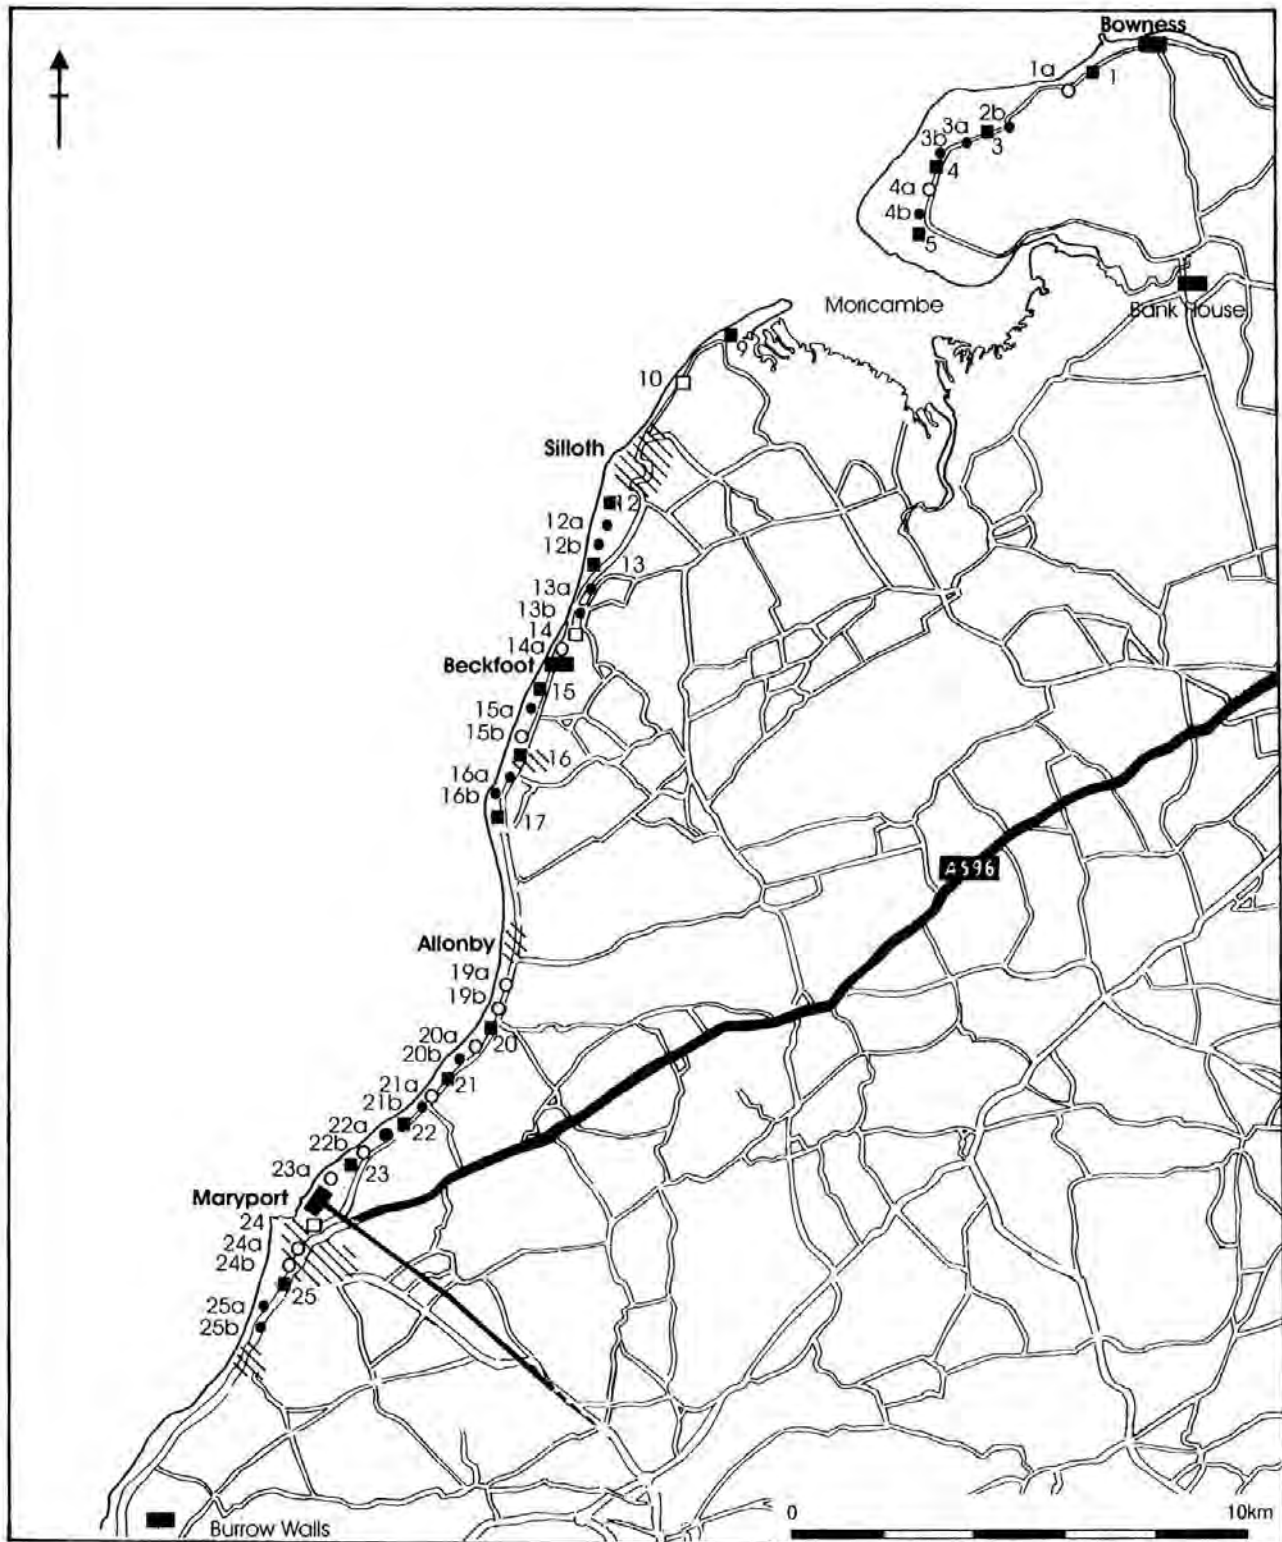 Bowness
1a
1
2b
3a
3
3b
4
4a
4b
5
Moricambe
Bank House
9
10
Silloth
12
12a
12b
13
13a
13b
14
14a
Beckfoot
15
15a
15b
16
16a
16b
17
A596
Allonby
19a
19b
20a
20
20b
21
21a
21b
22
22a
22b
23
23a
Maryport
24
24a
24b
25
25a
25b
0
10km
Burrow Walls